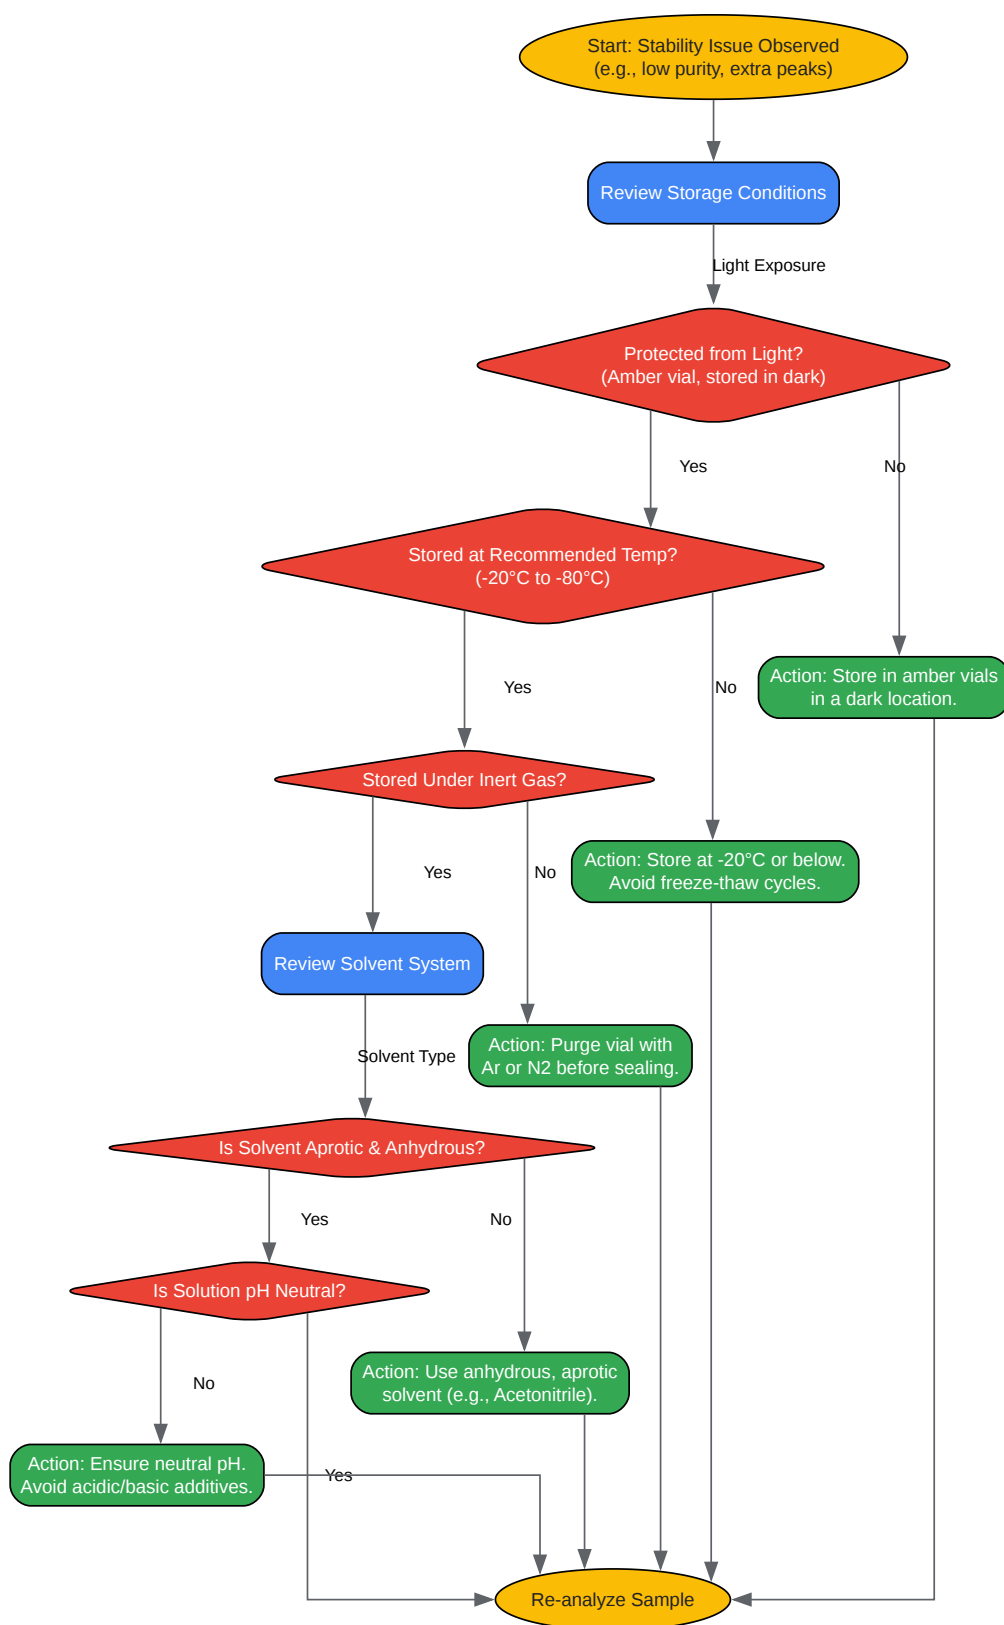 Start: Stability Issue Observed
(e.g., low purity, extra peaks)
Review Storage Conditions
Light Exposure
Protected from Light?
(Amber vial, stored in dark)
Yes
No
Stored at Recommended Temp?
(-20°C to -80°C)
Yes
No
Action: Store in amber vials
in a dark location.
Stored Under Inert Gas?
Yes
No
Action: Store at -20°C or below.
Avoid freeze-thaw cycles.
Review Solvent System
Solvent Type
Action: Purge vial with
Ar or N2 before sealing.
Is Solvent Aprotic & Anhydrous?
Yes
No
Is Solution pH Neutral?
No
Action: Use anhydrous, aprotic
solvent (e.g., Acetonitrile).
Action: Ensure neutral pH.
Avoid acidic/basic additives.
Yes
Re-analyze Sample